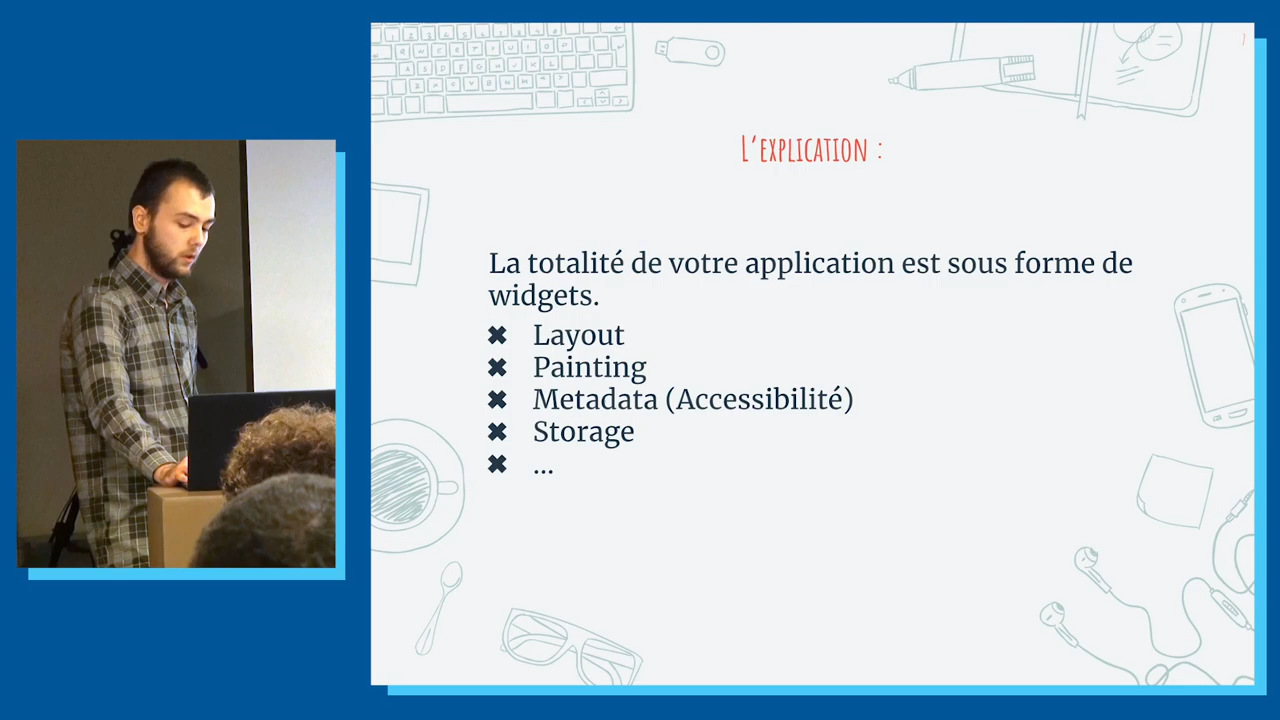 L'explication :
La totalité de votre application est sous forme de
widgets.
✖ Layout
✖ Painting
✖ Metadata (Accessibilité)
✖ Storage
✖ ...